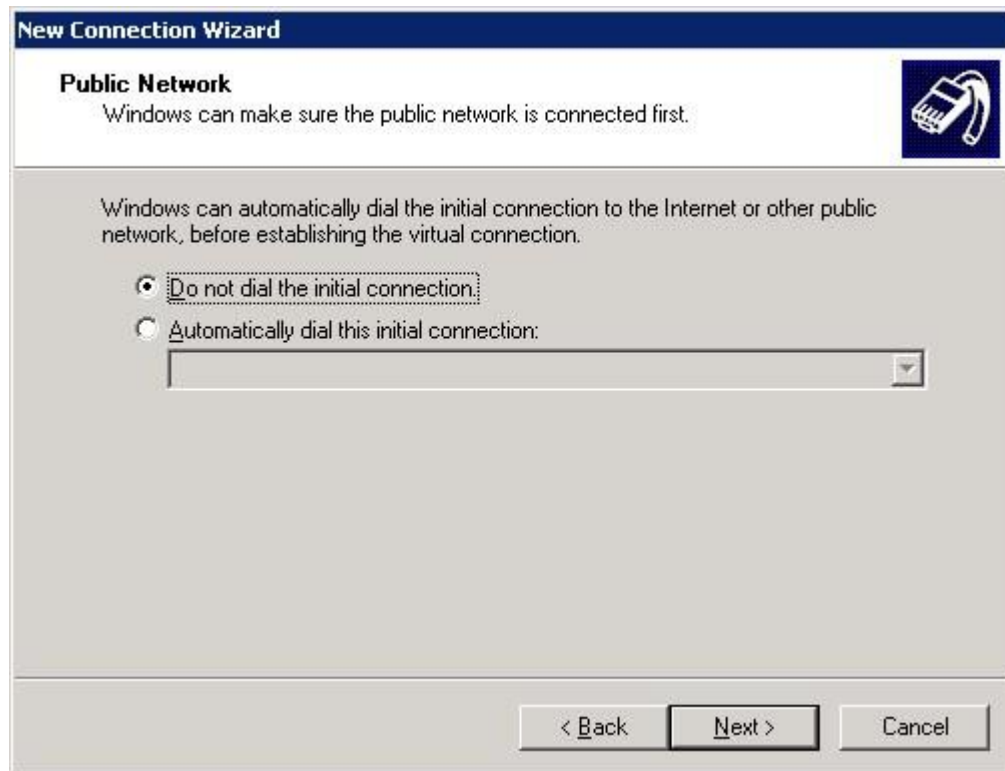 New Connection Wizard
Public Network
Windows can make sure the public network is connected first.
Windows can automatically dial the initial connection to the Internet or other public
network, before establishing the virtual connection.
Do not dial the initial connection.
Automatically dial this initial connection:
< Back
Next >
Cancel